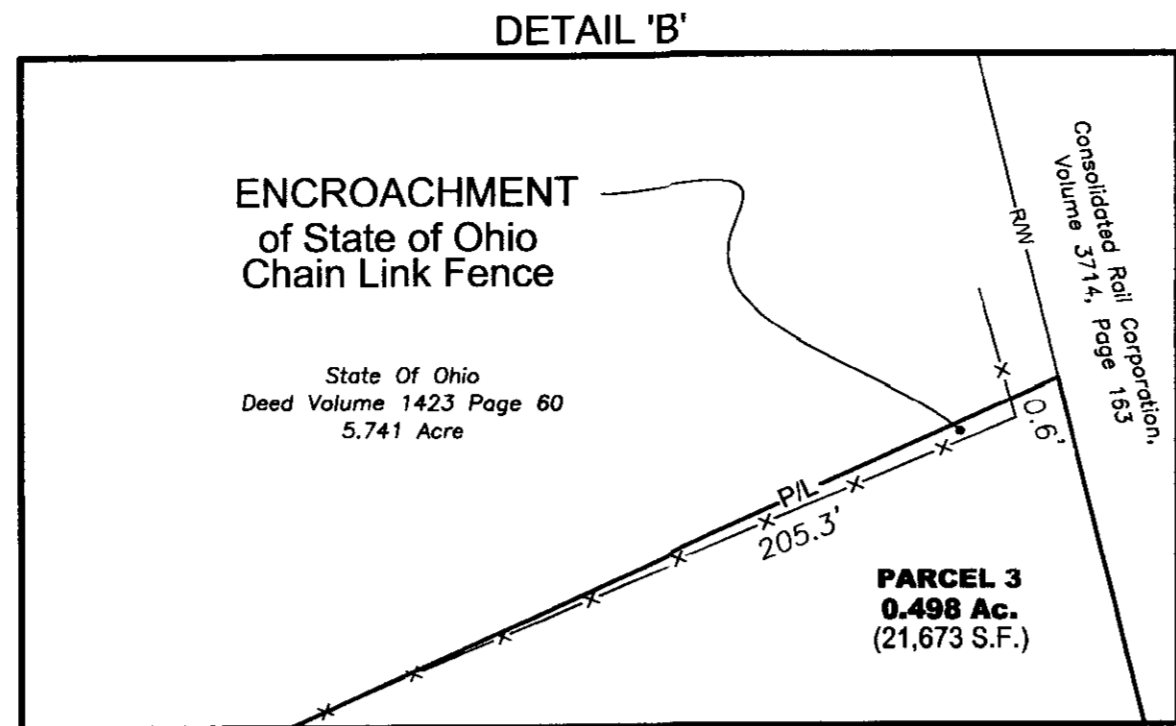 DETAIL 'B'
ENCROACHMENT
of State of Ohio
Chain Link Fence
State Of Ohio
Deed Volume 1423 Page 60
5.741 Acre
R/W
Consolidated Rail Corporation,
Volume 3714, Page 163
0.6'
P/L
205.3'
PARCEL 3
0.498 Ac.
(21,673 S.F.)